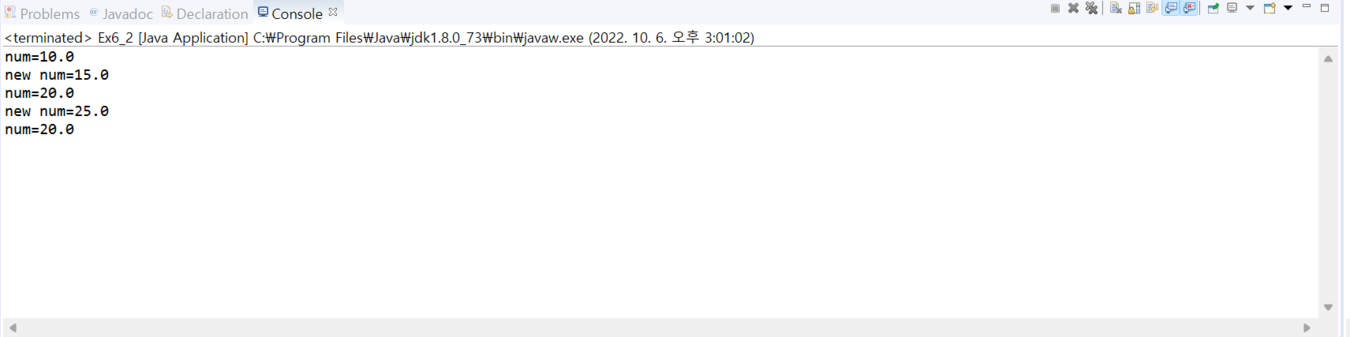 Problems Javadoc Declaration Console
<terminated> Ex6_2 [Java Application] C:₩Program Files₩Java₩jdk1.8.0_73₩bin₩javaw.exe (2022. 10. 6. 오후 3:01:02)
num=10.0
new num=15.0
num=20.0
new num=25.0
num=20.0